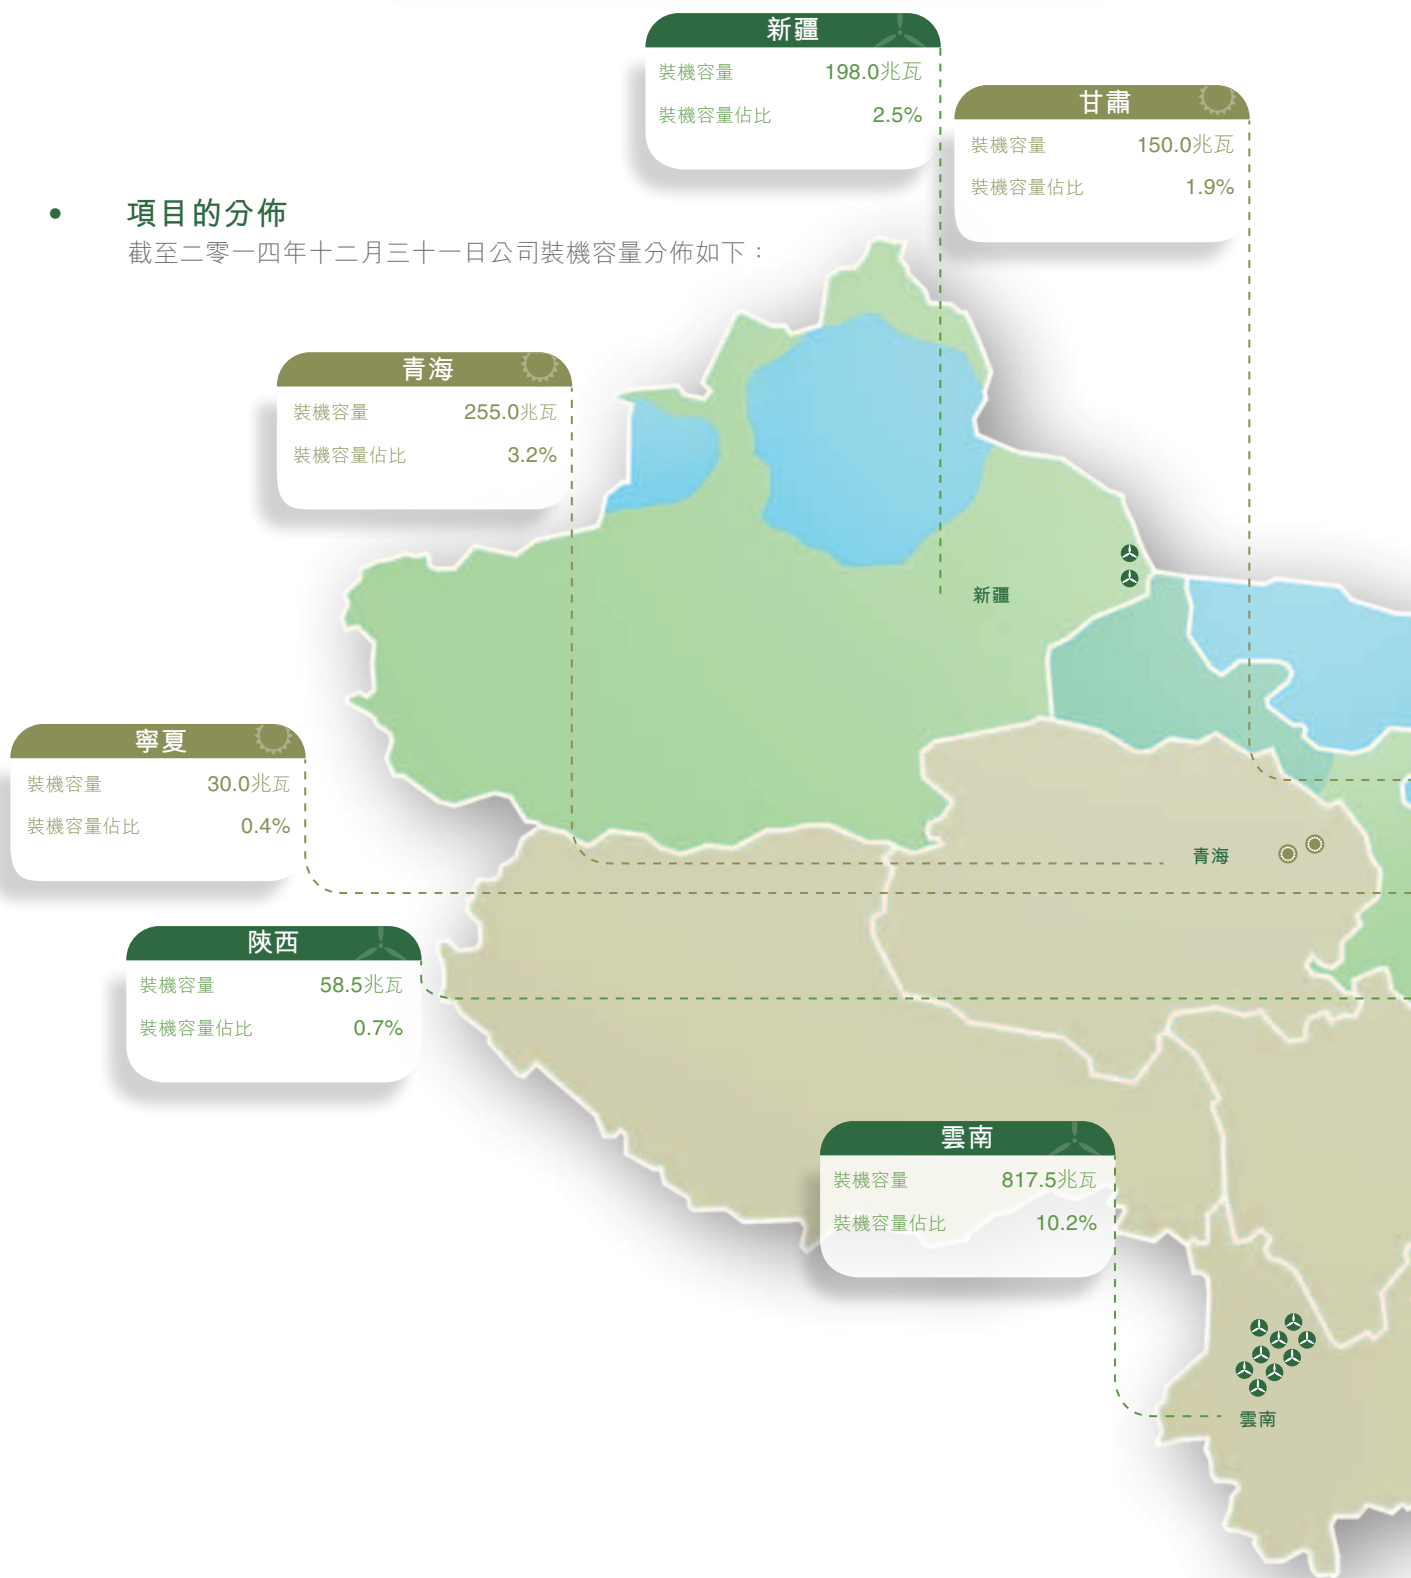 新疆
裝機容量 198.0兆瓦
裝機容量佔比 2.5%
甘肅
裝機容量 150.0兆瓦
裝機容量佔比 1.9%
• 項目的分佈
截至二零一四年十二月三十一日公司裝機容量分佈如下：
青海
裝機容量 255.0兆瓦
裝機容量佔比 3.2%
新疆
寧夏
裝機容量 30.0兆瓦
裝機容量佔比 0.4%
青海
陝西
裝機容量 58.5兆瓦
裝機容量佔比 0.7%
雲南
裝機容量 817.5兆瓦
裝機容量佔比 10.2%
雲南